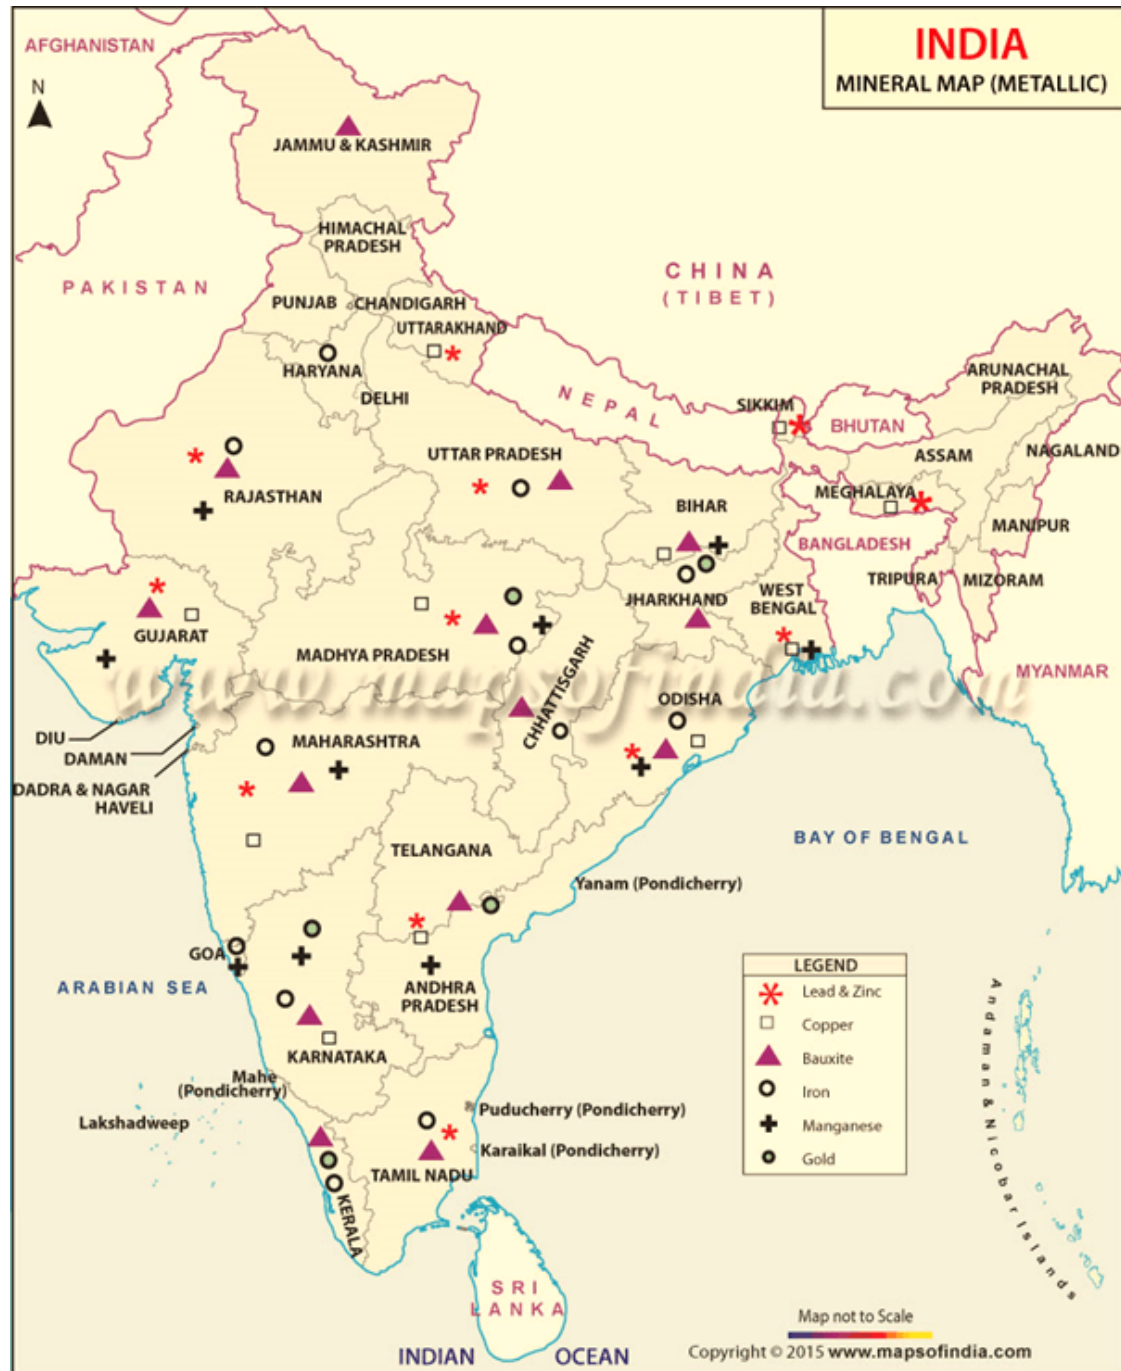 INDIA
MINERAL MAP (METALLIC)
AFGHANISTAN
N
JAMMU & KASHMIR
HIMACHAL
PRADESH
CHINA
(TIBET)
PAKISTAN
PUNJAB
CHANDIGARH
UTTARAKHAND
HARYANA
DELHI
NEPAL
ARUNACHAL
PRADESH
SIKKIM
BHUTAN
NAGALAND
ASSAM
UTTAR PRADESH
RAJASTHAN
MEGHALAYA
BIHAR
MANIPUR
BANGLADESH
TRIPURA
MIZORAM
JHARKHAND
WEST
BENGAL
GUJARAT
MADHYA PRADESH
CHHATTISGARH
www.mapsofindia.com
MYANMAR
ODISHA
DIU
DAMAN
MAHARASHTRA
DADRA & NAGAR
HAVELI
TELANGANA
BAY OF BENGAL
Yanam (Pondicherry)
GOA
ARABIAN SEA
ANDHRA
PRADESH
KARNATAKA
LEGEND
Lead & Zinc
Copper
Bauxite
Iron
Manganese
Gold
Andaman & Nicobar Islands
Mahe
(Pondicherry)
Lakshadweep
Puducherry (Pondicherry)
Karaikal (Pondicherry)
TAMIL NADU
KERALA
SRI
LANKA
Map not to Scale
INDIAN OCEAN
Copyright © 2015 www.mapsofindia.com